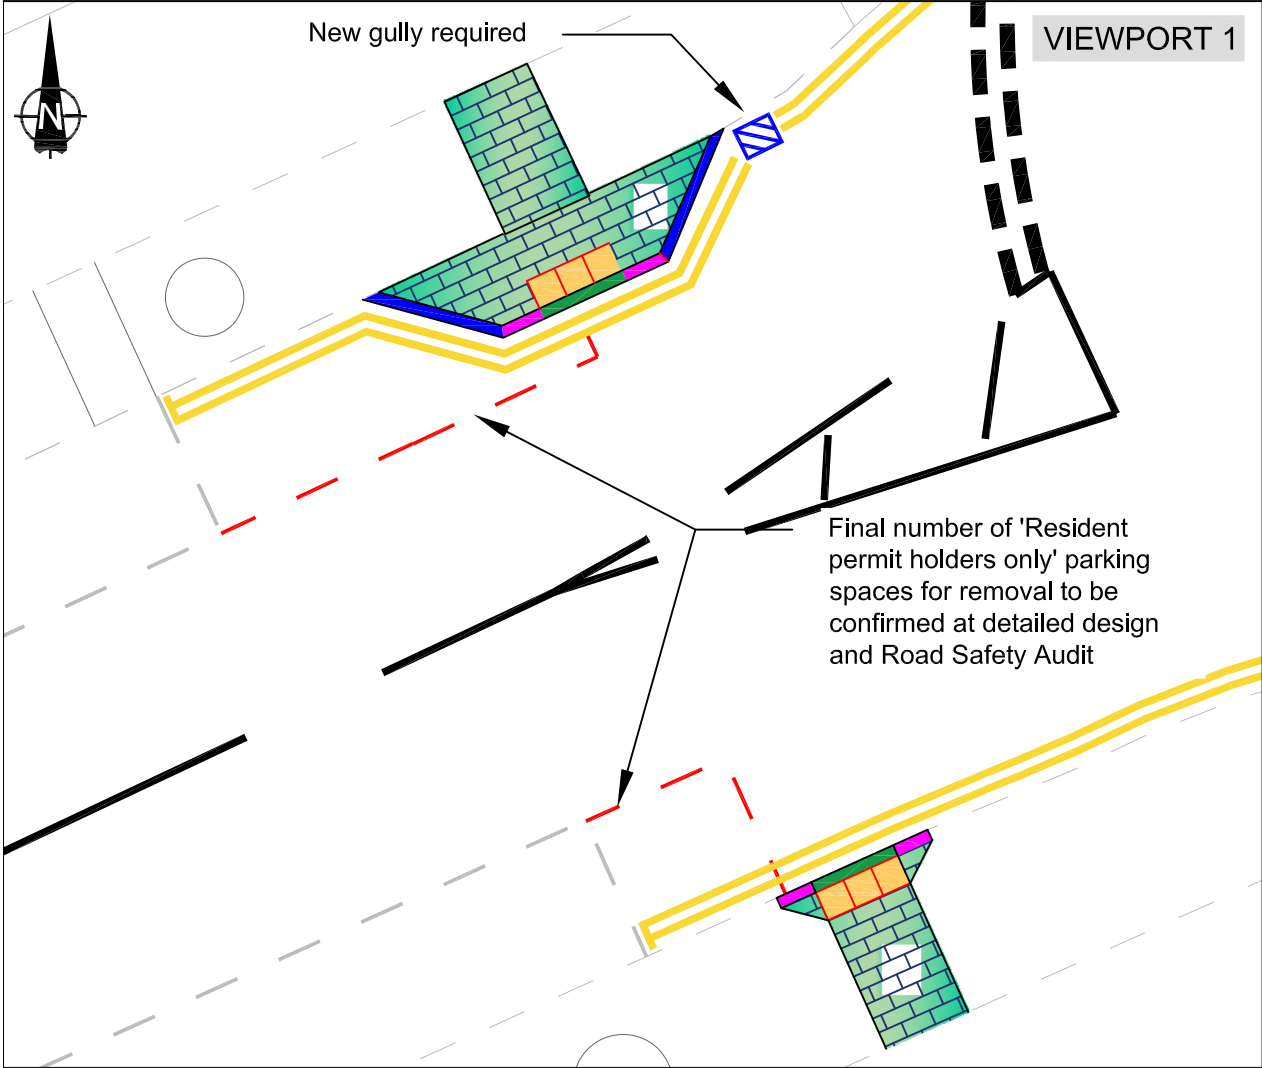 New gully required
VIEWPORT 1
N
Final number of 'Resident
permit holders only' parking
spaces for removal to be
confirmed at detailed design
and Road Safety Audit